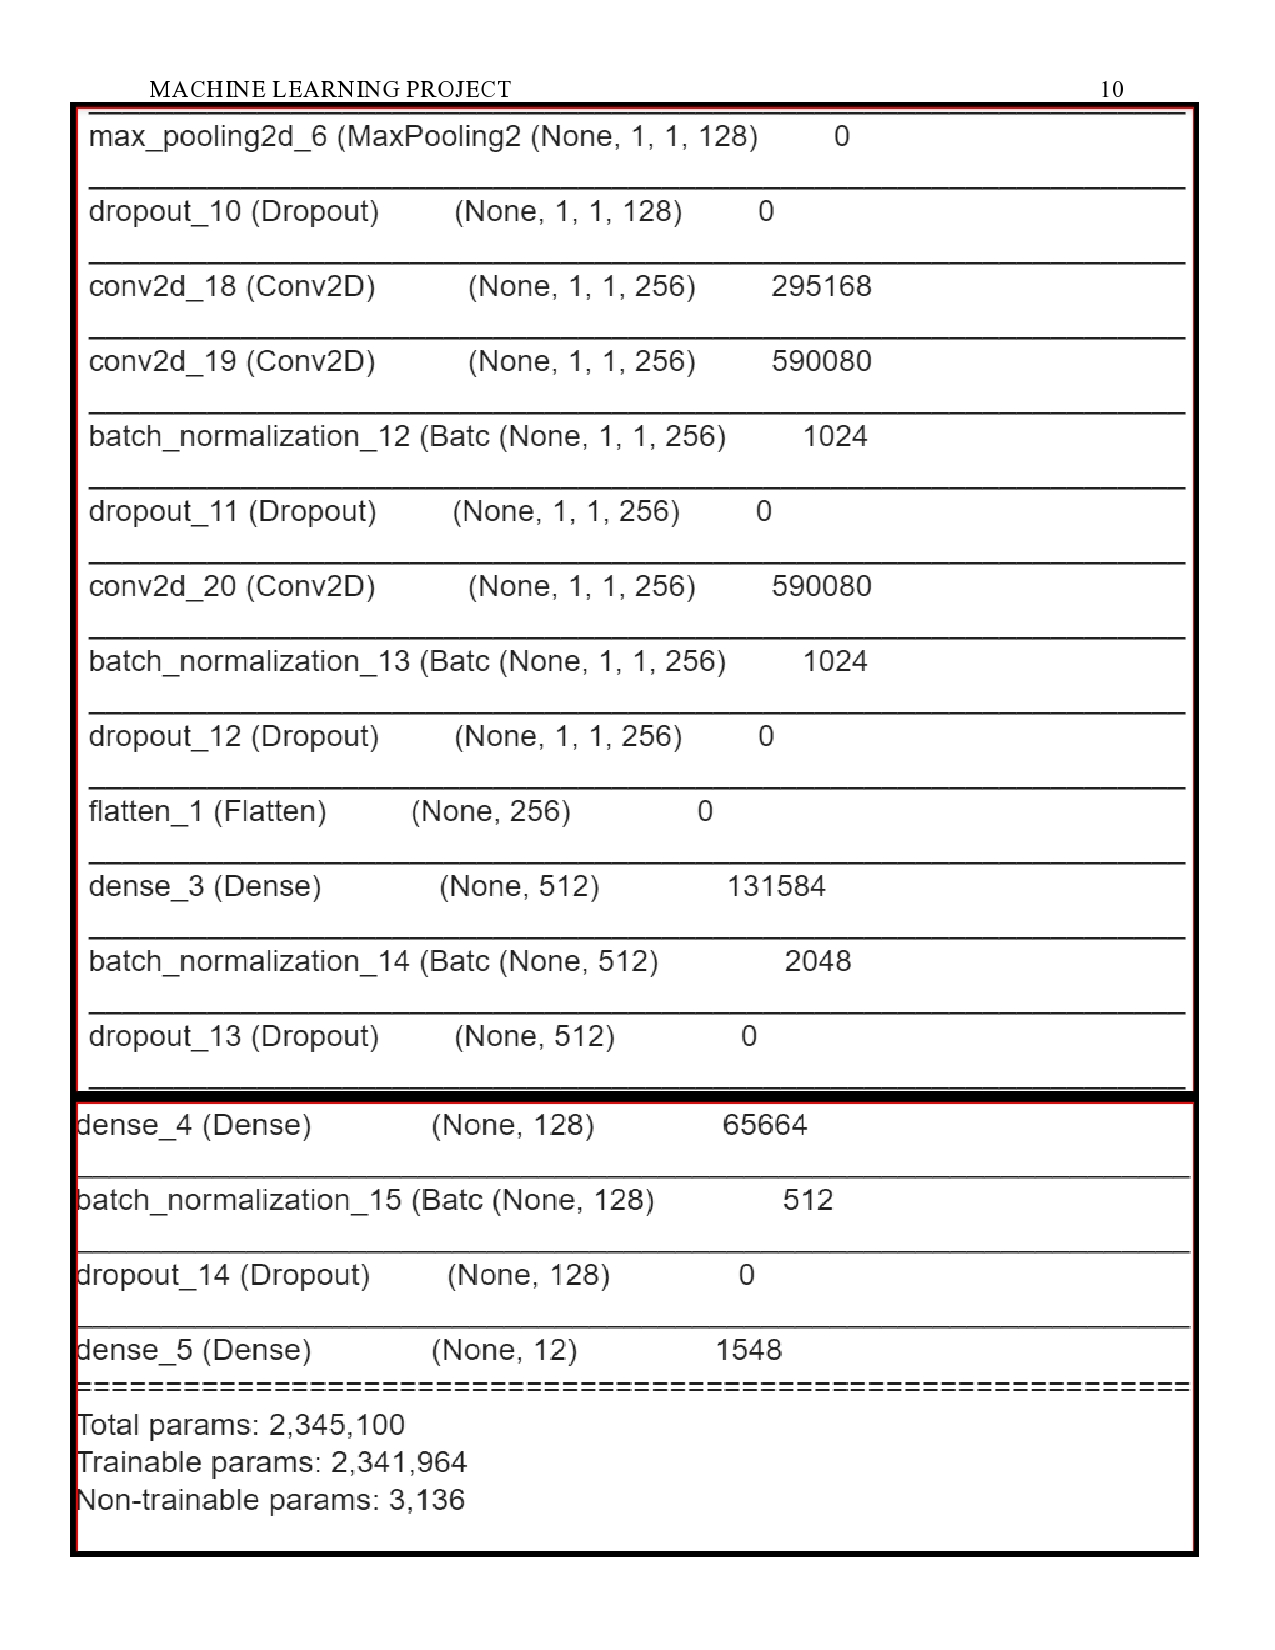 MACHINE LEARNING PROJECT 10
max_pooling2d_6 (MaxPooling2 (None, 1, 1, 128) 0
dropout_10 (Dropout) (None, 1, 1, 128) 0
conv2d_18 (Conv2D) (None, 1, 1, 256) 295168
conv2d_19 (Conv2D) (None, 1, 1, 256) 590080
batch_normalization_12 (Batc (None, 1, 1, 256) 1024
dropout_11 (Dropout) (None, 1, 1, 256) 0
conv2d_20 (Conv2D) (None, 1, 1, 256) 590080
batch_normalization_13 (Batc (None, 1, 1, 256) 1024
dropout_12 (Dropout) (None, 1, 1, 256) 0
flatten_1 (Flatten) (None, 256) 0
dense_3 (Dense) (None, 512) 131584
batch_normalization_14 (Batc (None, 512) 2048
dropout_13 (Dropout) (None, 512) 0
dense_4 (Dense) (None, 128) 65664
batch_normalization_15 (Batc (None, 128) 512
dropout_14 (Dropout) (None, 128) 0
dense_5 (Dense) (None, 12) 1548
=================================================================
Total params: 2,345,100
Trainable params: 2,341,964
Non-trainable params: 3,136